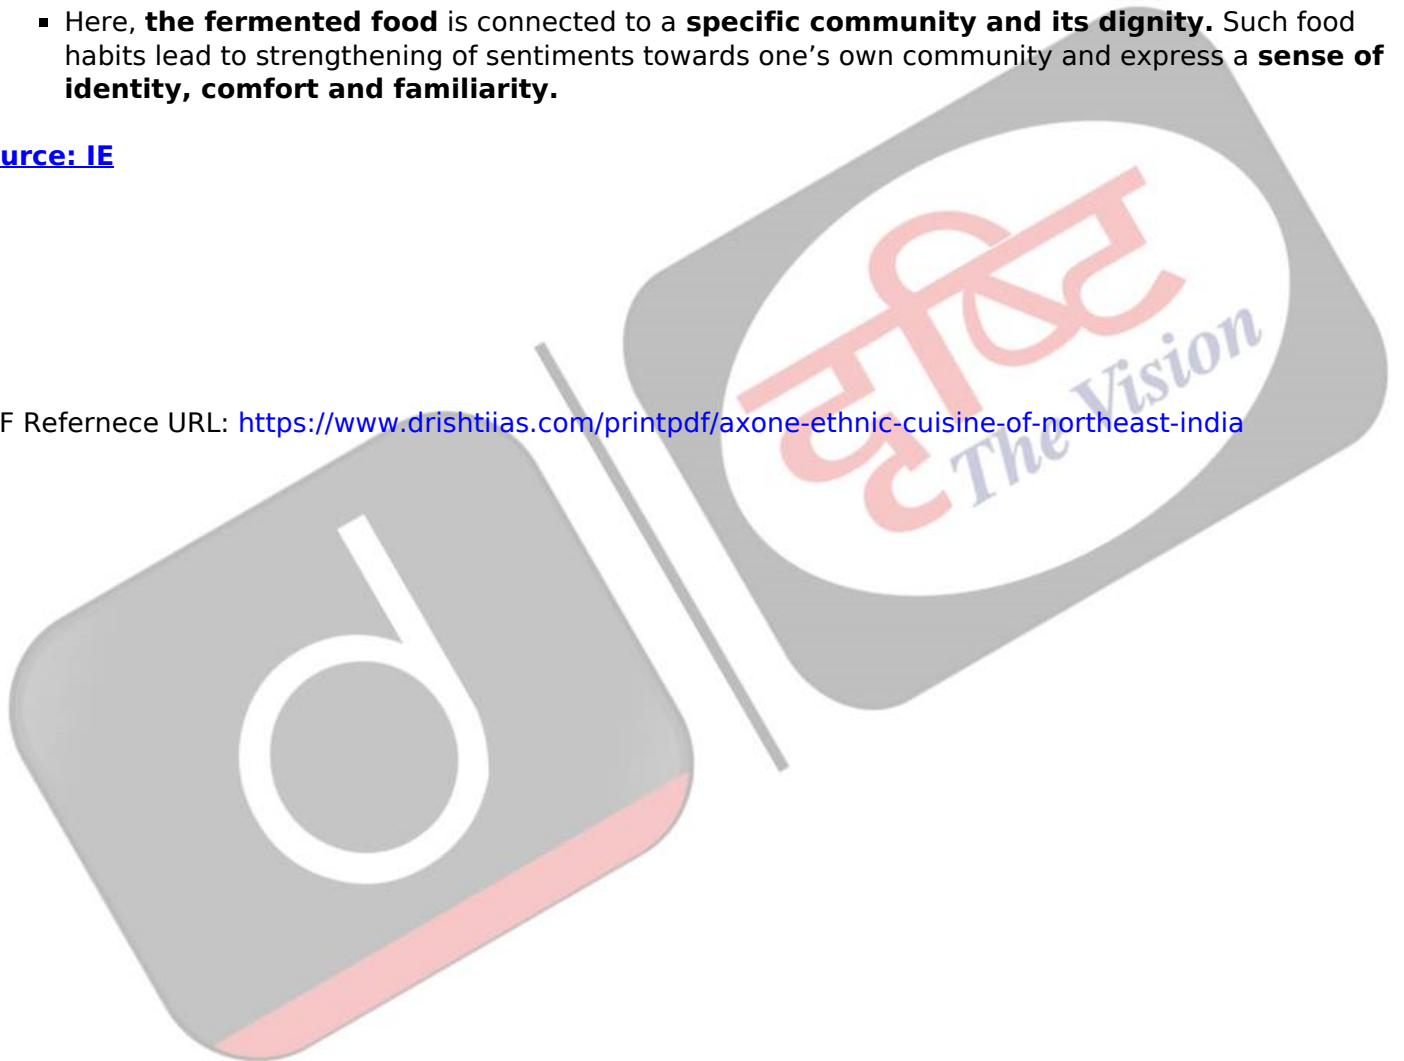 Here, the fermented food is connected to a specific community and its dignity. Such food
habits lead to strengthening of sentiments towards one’s own community and express a sense of
identity, comfort and familiarity.
urce: IE
F Refernece URL: https://www.drishtiias.com/printpdf/axone-ethnic-cuisine-of-northeast-india
दृष्टि
The Vision
d